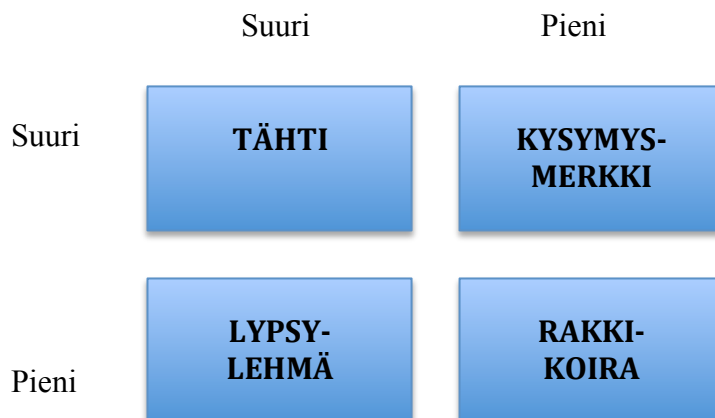 Suuri Pieni
Suuri
TÄHTI
KYSYMYS-
MERKKI
Pieni
LYPSY-
LEHMÄ
RAKKI-
KOIRA